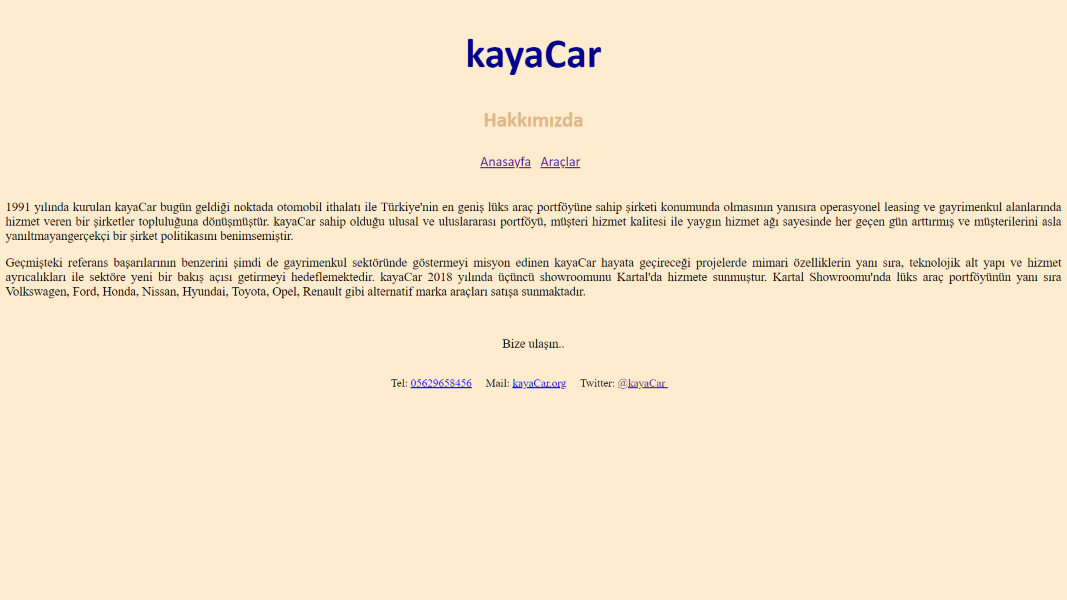 kayaCar
Hakkımızda
Anasayfa Araçlar
1991 yılında kurulan kayaCar bugün geldiği noktada otomobil ithalatı ile Türkiye'nin en geniş lüks araç portföyüne sahip şirketi konumunda olmasının yanısıra operasyonel leasing ve gayrimenkul alanlarında
hizmet veren bir şirketler topluluğuna dönüşmüştür. kayaCar sahip olduğu ulusal ve uluslararası portföyü, müşteri hizmet kalitesi ile yaygın hizmet ağı sayesinde her geçen gün arttırmış ve müşterilerini asla
yanıltmayangerçekçi bir şirket politikasını benimsemiştir.
Geçmişteki referans başarılarının benzerini şimdi de gayrimenkul sektöründe göstermeyi misyon edinen kayaCar hayata geçireceği projelerde mimari özelliklerin yanı sıra, teknolojik alt yapı ve hizmet
ayrıcalıkları ile sektöre yeni bir bakış açısı getirmeyi hedeflemektedir. kayaCar 2018 yılında üçüncü showroomunu Kartal'da hizmete sunmuştur. Kartal Showroomu'nda lüks araç portföyünün yanı sıra
Volkswagen, Ford, Honda, Nissan, Hyundai, Toyota, Opel, Renault gibi alternatif marka araçları satışa sunmaktadır.
Bize ulaşın..
Tel: 05629658456 Mail: kayaCar.org Twitter: @kayaCar